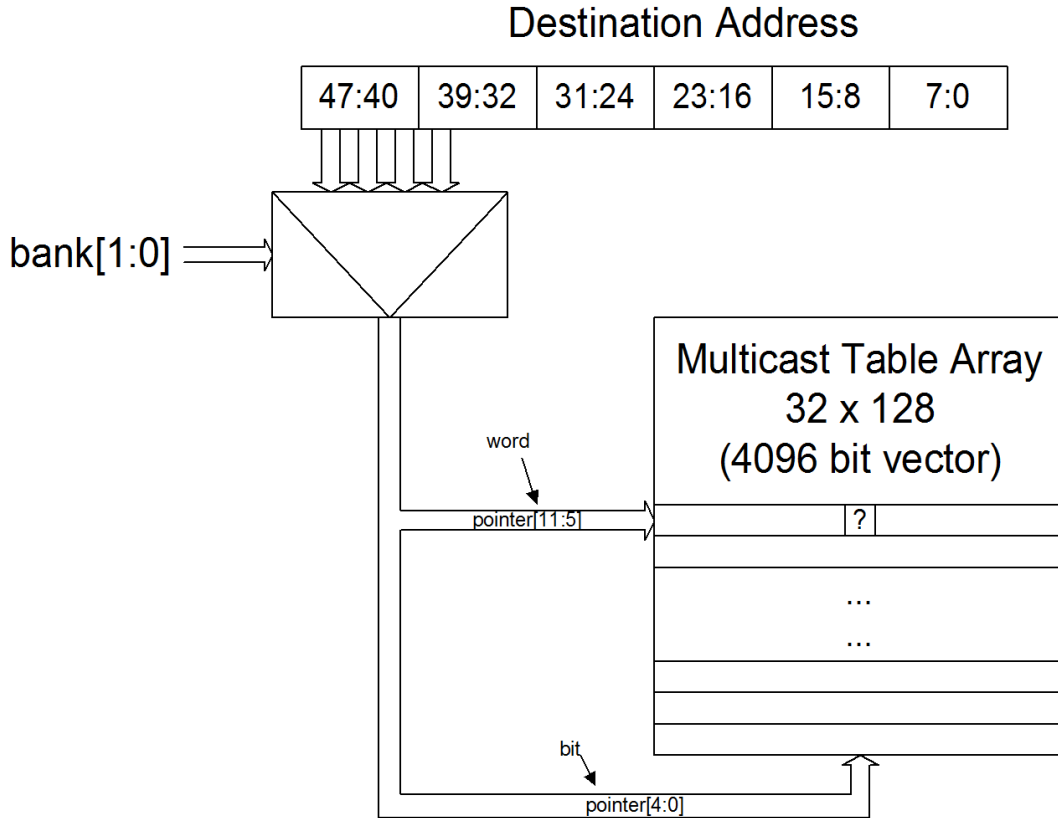 Destination Address
47:40 39:32 31:24 23:16 15:8 7:0
bank[1:0]
Multicast Table Array
32 x 128
(4096 bit vector)
word
pointer[11:5]
?
...
...
bit
pointer[4:0]